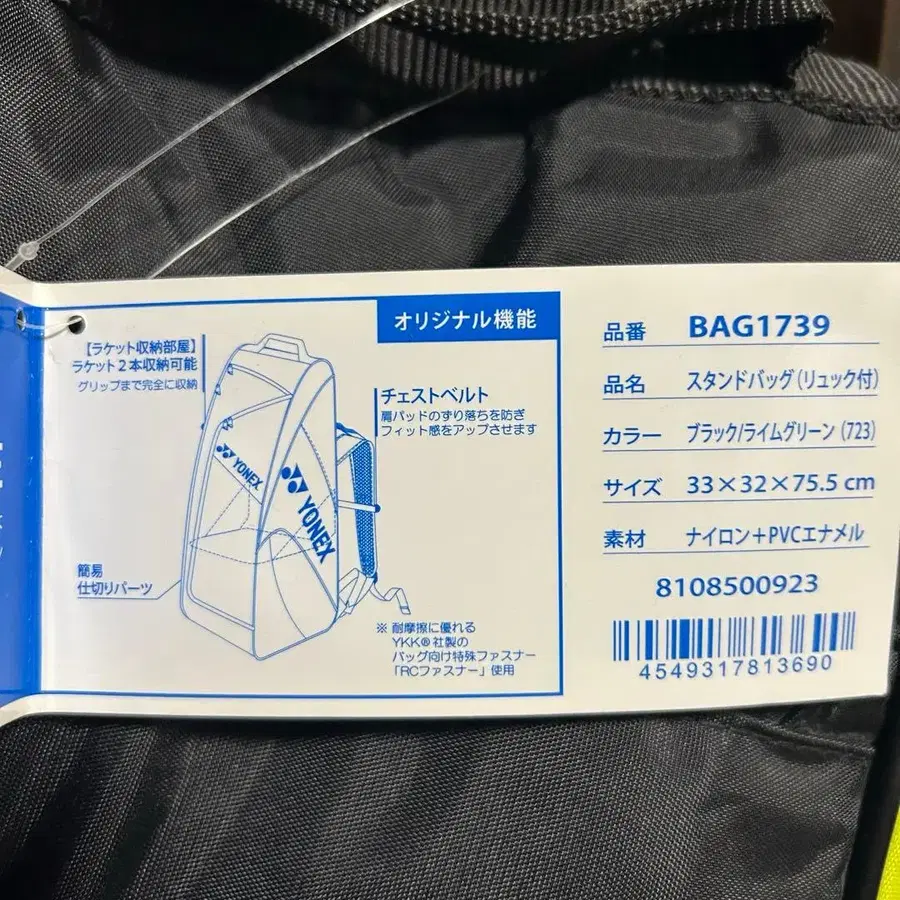 オリジナル機能
【ラケット収納部屋】
ラケット2本収納可能
グリップまで完全に収納
チェストベルト
肩パッドのずり落ちを防ぎ
フィット感をアップさせます
YONEX
YONEX
簡易
仕切りパーツ
※ 耐摩擦に優れる
YKK®社製の
バッグ向け特殊ファスナー
「RCファスナー」使用
品番 BAG1739
品名 スタンドバッグ(リュック付)
カラー ブラック/ライムグリーン(723)
サイズ 33×32×75.5 cm
素材 ナイロン+PVCエナメル
8108500923
4549317813690